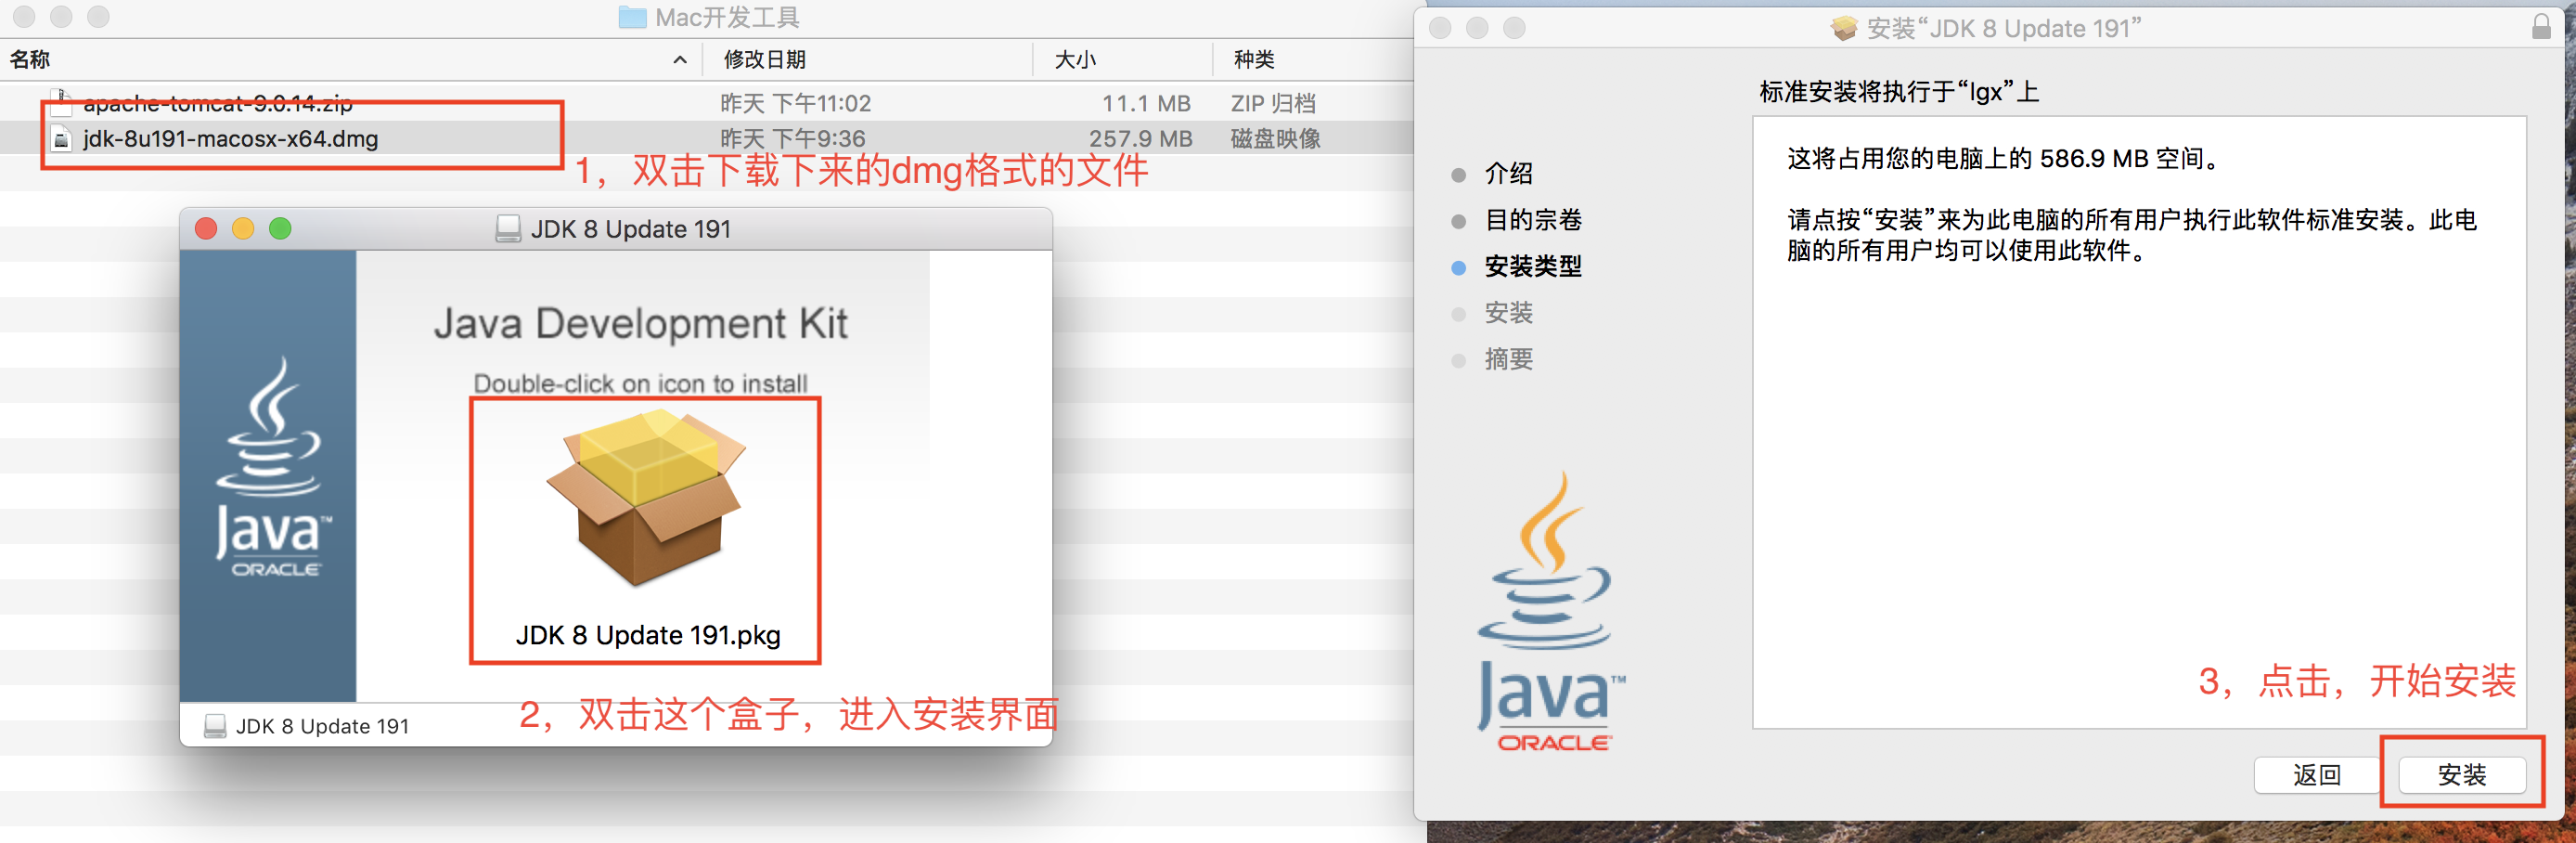 Mac开发工具
名称 修改日期 大小 种类
apache-tomcat-9.0.14.zip 昨天 下午11:02 11.1 MB ZIP 归档
jdk-8u191-macosx-x64.dmg 昨天 下午9:36 257.9 MB 磁盘映像
1，双击下载下来的dmg格式的文件
JDK 8 Update 191
Java Development Kit
Double-click on icon to install
Java™
ORACLE
JDK 8 Update 191.pkg
2，双击这个盒子，进入安装界面
JDK 8 Update 191
安装“JDK 8 Update 191”
标准安装将执行于“lgx”上
介绍
目的宗卷
安装类型
安装
摘要
这将占用您的电脑上的 586.9 MB 空间。
请点按“安装”来为此电脑的所有用户执行此软件标准安装。此电
脑的所有用户均可以使用此软件。
Java™
ORACLE
3，点击，开始安装
返回 安装